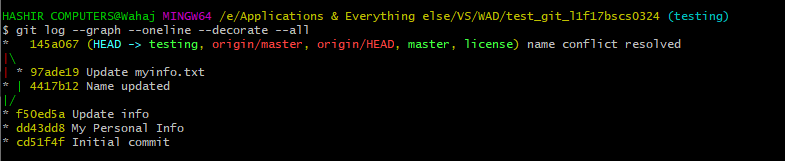 HASHIR COMPUTERS@Wahaj MINGW64 /e/Applications & Everything else/VS/WAD/test_git_l1f17bscs0324 (testing)
$ git log --graph --oneline --decorate --all
*   145a067 (HEAD -> testing, origin/master, origin/HEAD, master, license) name conflict resolved
|\
| * 97ade19 Update myinfo.txt
* | 4417b12 Name updated
|/
* f50ed5a Update info
* dd43dd8 My Personal Info
* cd51f4f Initial commit